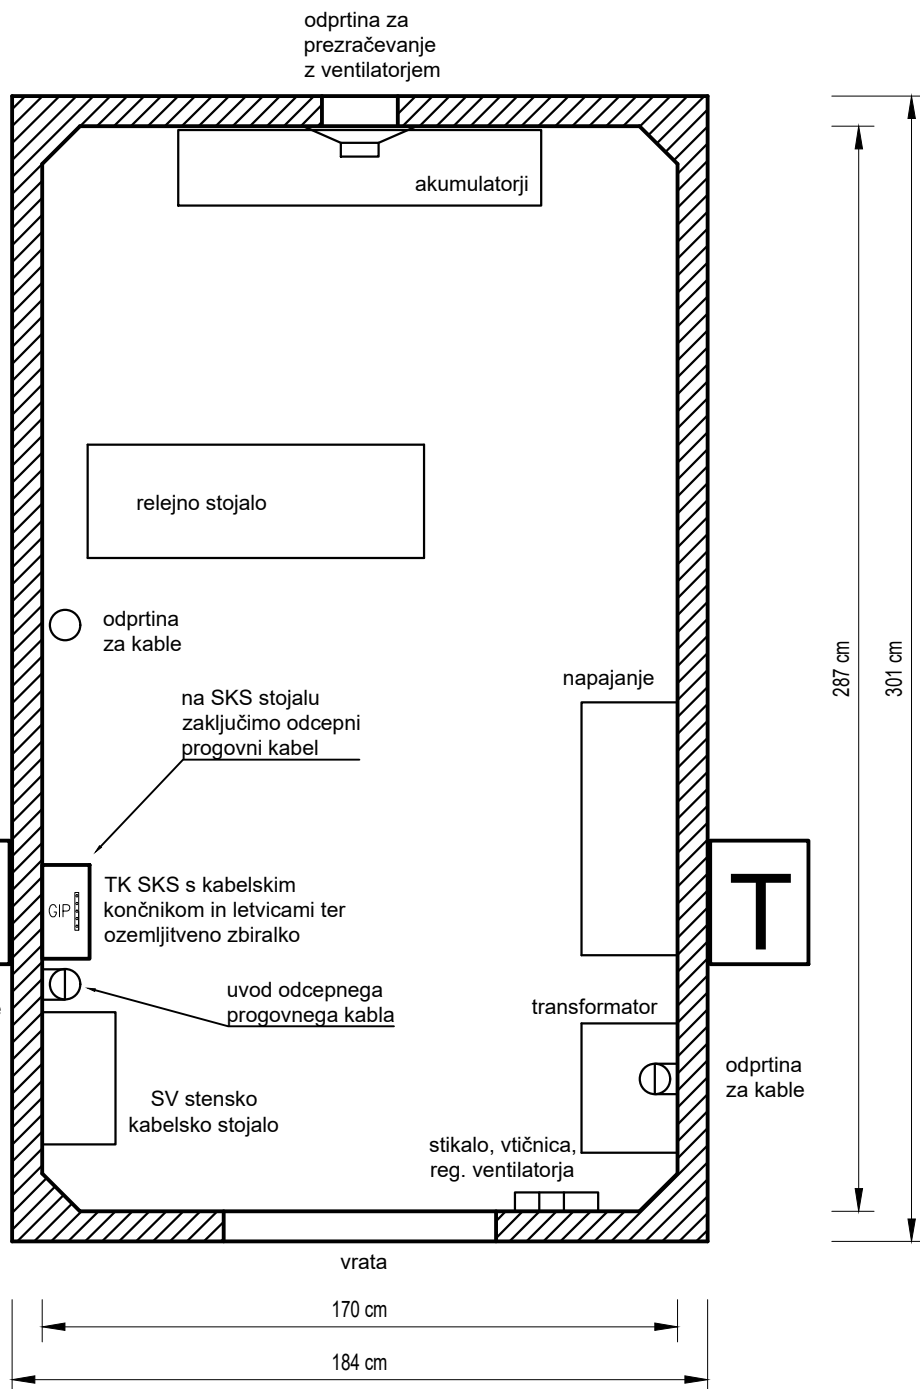 odprtina za
prezračevanje
z ventilatorjem
akumulatorji
relejno stojalo
odprtina
za kable
napajanje
287 cm
301 cm
na SKS stojalu
zaključimo odcepni
progovni kabel
TK SKS s kabelskim
končnikom in letvicami ter
ozemljitveno zbiralko
GIP
T
uvod odcepnega
progovnega kabla
transformator
odprtina
za kable
SV stensko
kabelsko stojalo
stikalo, vtičnica,
reg. ventilatorja
vrata
170 cm
184 cm